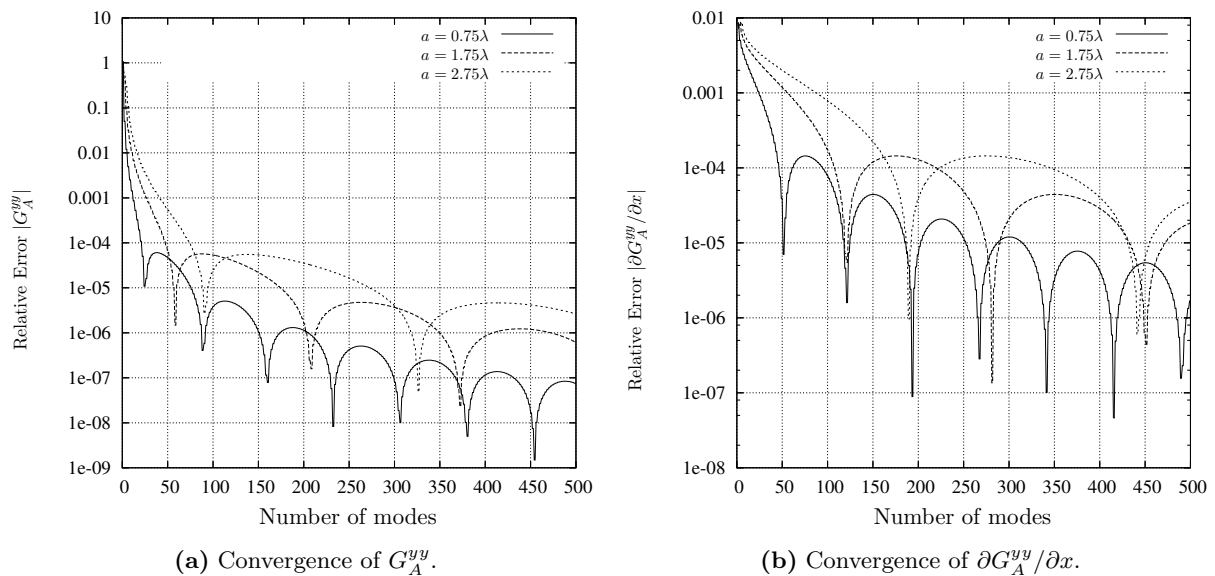 10
1
0.1
0.01
0.001
1e-04
1e-05
1e-06
1e-07
1e-08
1e-09
0 50 100 150 200 250 300 350 400 450 500
Relative Error |G_A^{yy}|
Number of modes
a = 0.75λ
a = 1.75λ
a = 2.75λ
(a) Convergence of G_A^{yy}.
0.01
0.001
1e-04
1e-05
1e-06
1e-07
1e-08
0 50 100 150 200 250 300 350 400 450 500
Relative Error |∂G_A^{yy}/∂x|
Number of modes
a = 0.75λ
a = 1.75λ
a = 2.75λ
(b) Convergence of ∂G_A^{yy}/∂x.